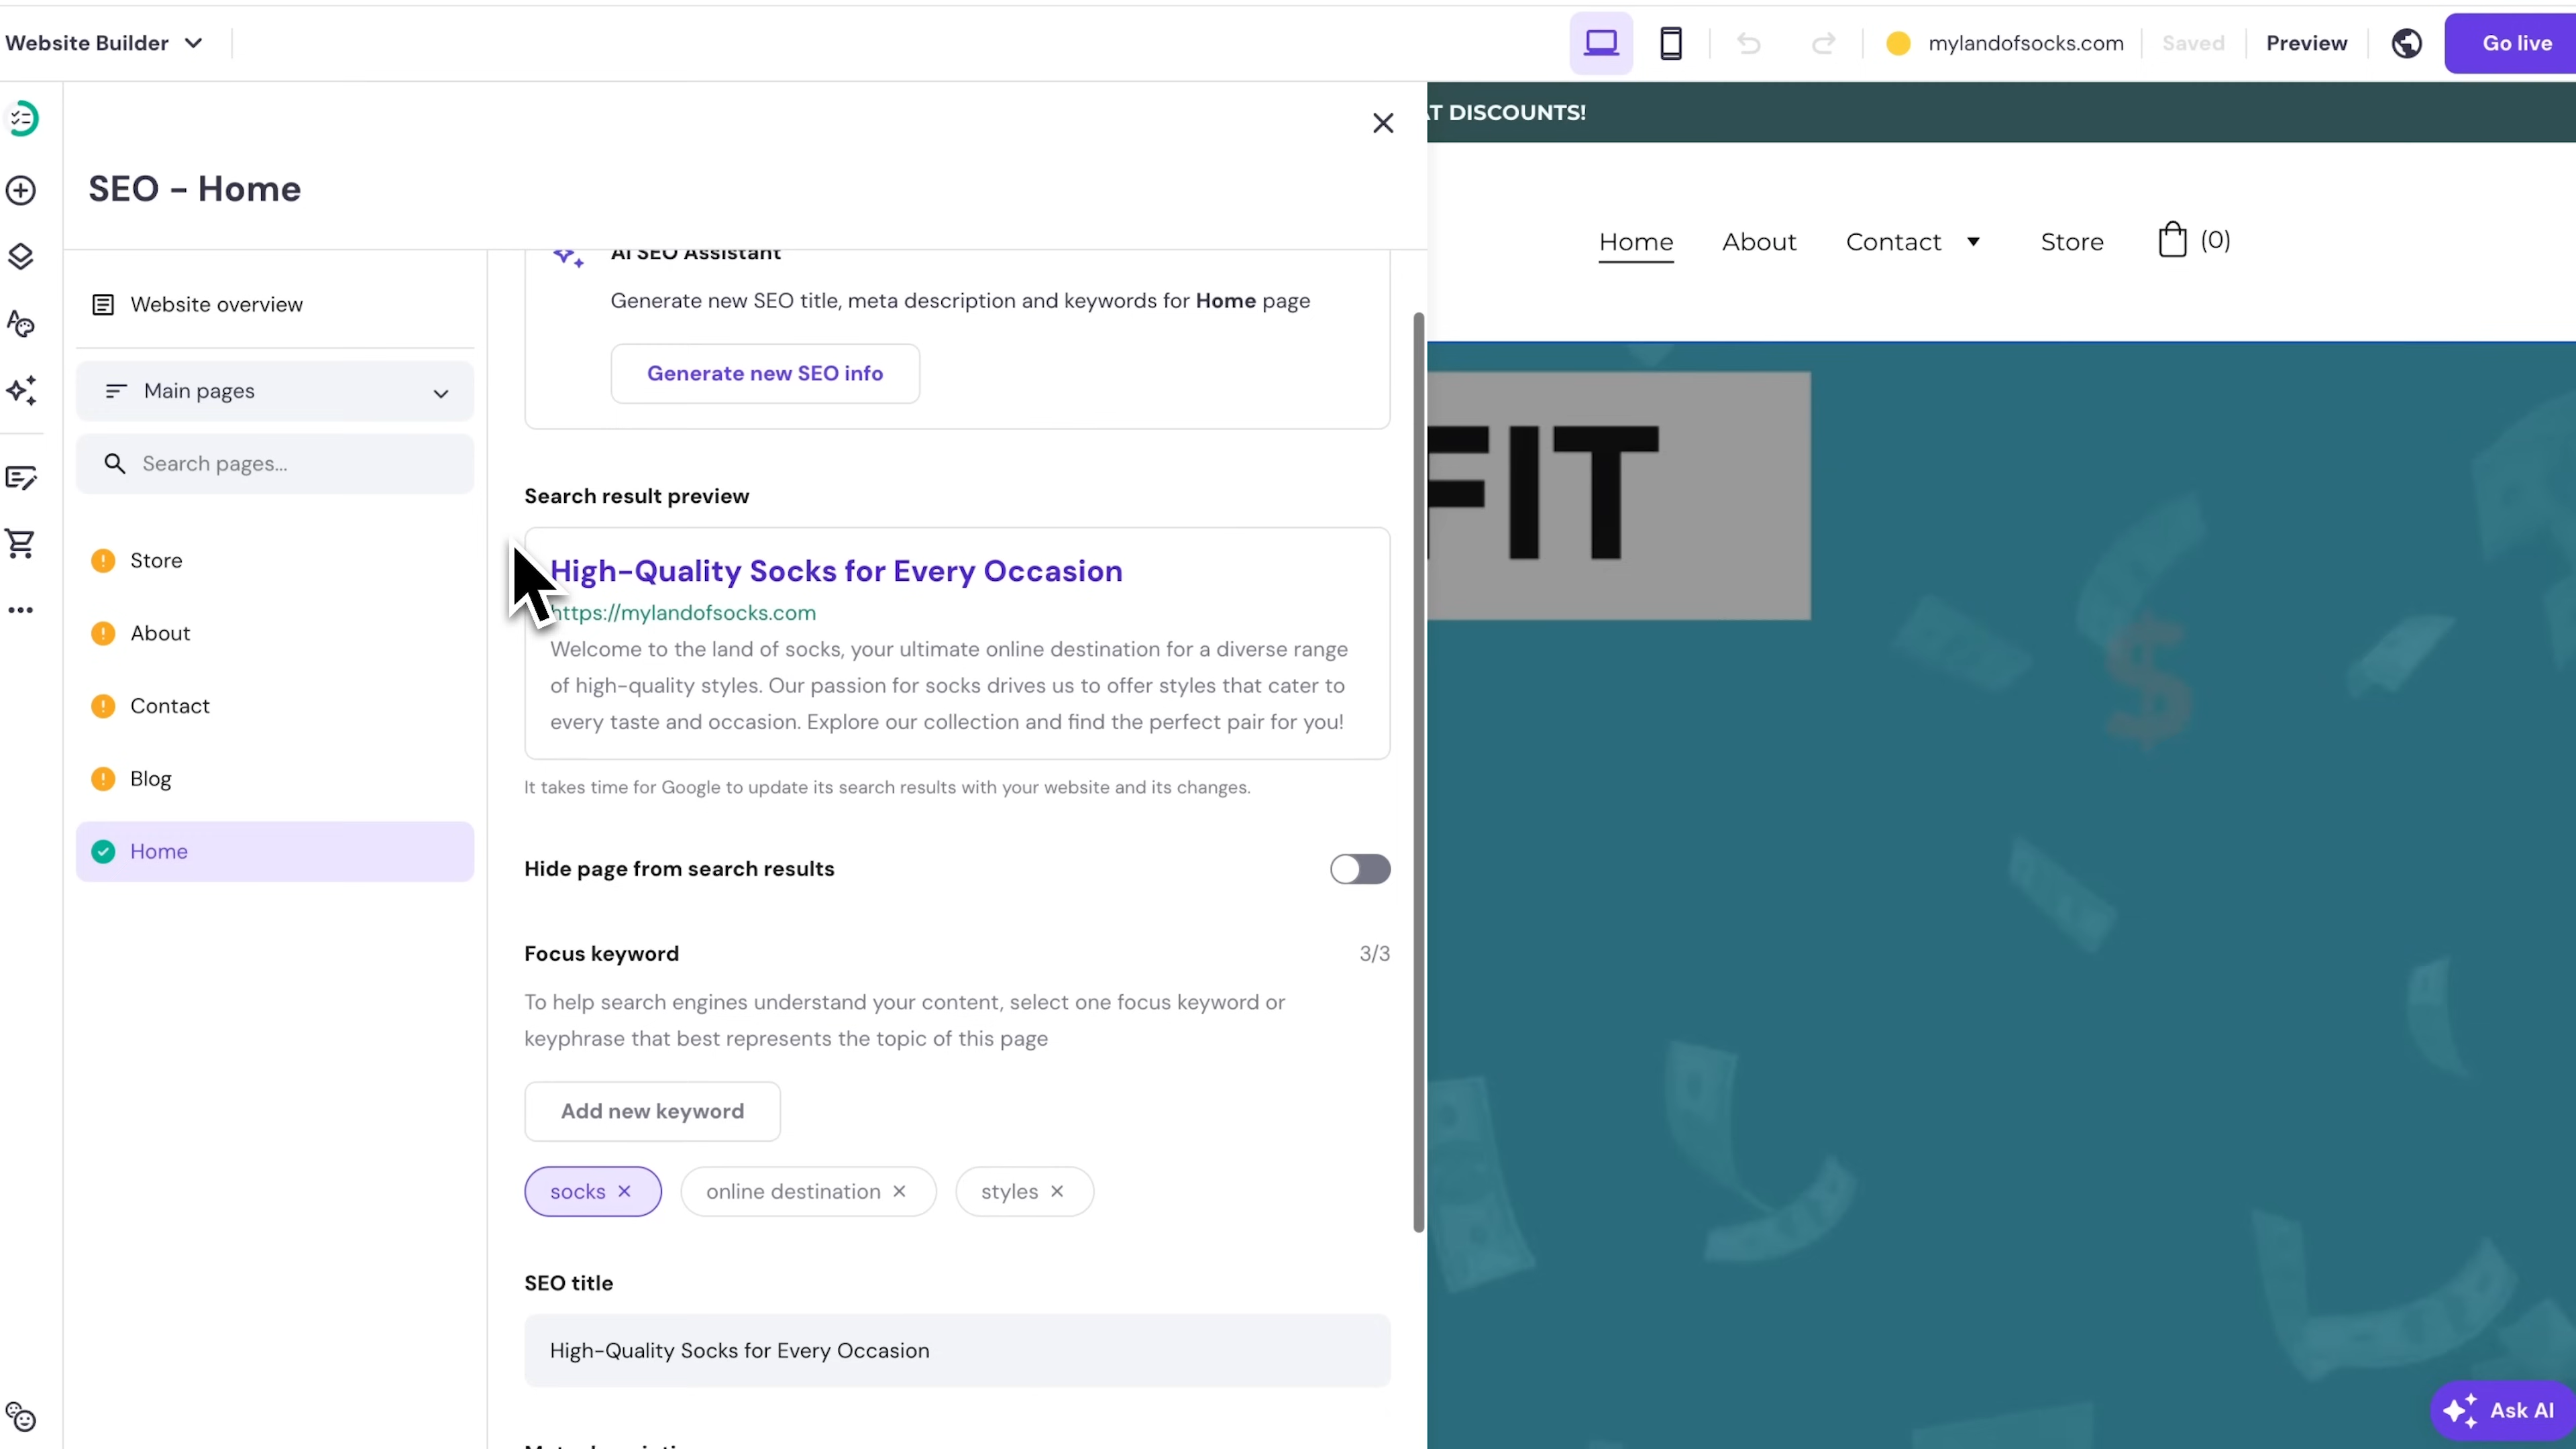 Website Builder
mylandofsocks.com
Saved
Preview
Go live
T DISCOUNTS!
SEO - Home
Home
About
Contact
Store
(0)
AI SEO Assistant
Generate new SEO title, meta description and keywords for Home page
Generate new SEO info
Website overview
Main pages
Search pages...
Store
About
Contact
Blog
Home
FIT
Search result preview
High-Quality Socks for Every Occasion
https://mylandofsocks.com
Welcome to the land of socks, your ultimate online destination for a diverse range
of high-quality styles. Our passion for socks drives us to offer styles that cater to
every taste and occasion. Explore our collection and find the perfect pair for you!
It takes time for Google to update its search results with your website and its changes.
Hide page from search results
Focus keyword
3/3
To help search engines understand your content, select one focus keyword or
keyphrase that best represents the topic of this page
Add new keyword
socks
online destination
styles
SEO title
High-Quality Socks for Every Occasion
Ask AI